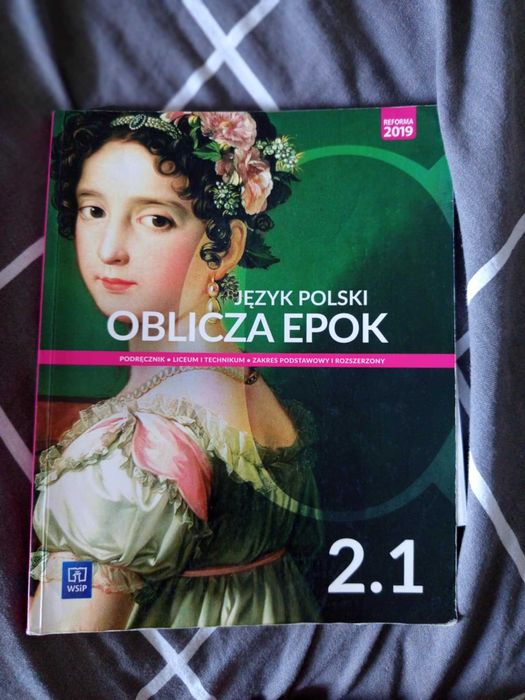 REFORMA
2019
JĘZYK POLSKI
OBLICZA EPOK
PODRĘCZNIK • LICEUM I TECHNIKUM • ZAKRES PODSTAWOWY I ROZSZERZONY
2.1
WSiP